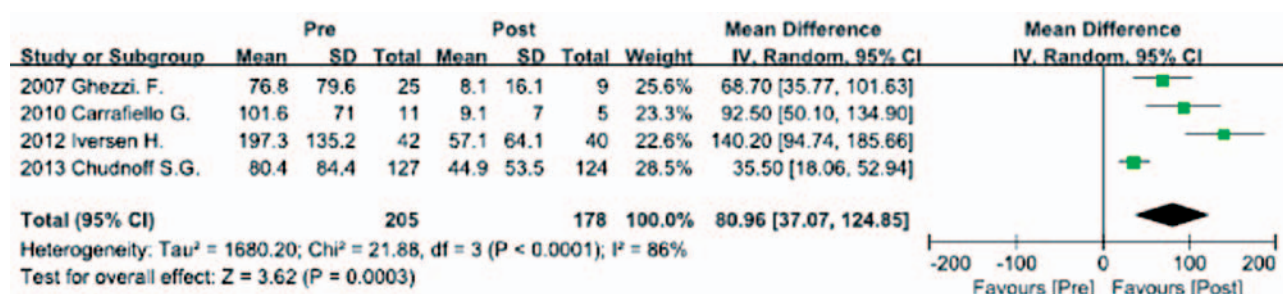 Pre Post Mean Difference Mean Difference
Study or Subgroup Mean SD Total Mean SD Total Weight IV, Random, 95% CI IV, Random, 95% CI
2007 Ghezzi. F. 76.8 79.6 25 8.1 16.1 9 25.6% 68.70 [35.77, 101.63]
2010 Carrafiello G. 101.6 71 11 9.1 7 5 23.3% 92.50 [50.10, 134.90]
2012 Iversen H. 197.3 135.2 42 57.1 64.1 40 22.6% 140.20 [94.74, 185.66]
2013 Chudnoff S.G. 80.4 84.4 127 44.9 53.5 124 28.5% 35.50 [18.06, 52.94]
Total (95% CI) 205 178 100.0% 80.96 [37.07, 124.85]
Heterogeneity: Tau² = 1680.20; Chi² = 21.88, df = 3 (P < 0.0001); I² = 86%
Test for overall effect: Z = 3.62 (P = 0.0003)
-200 -100 0 100 200
Favours [Pre] Favours [Post]